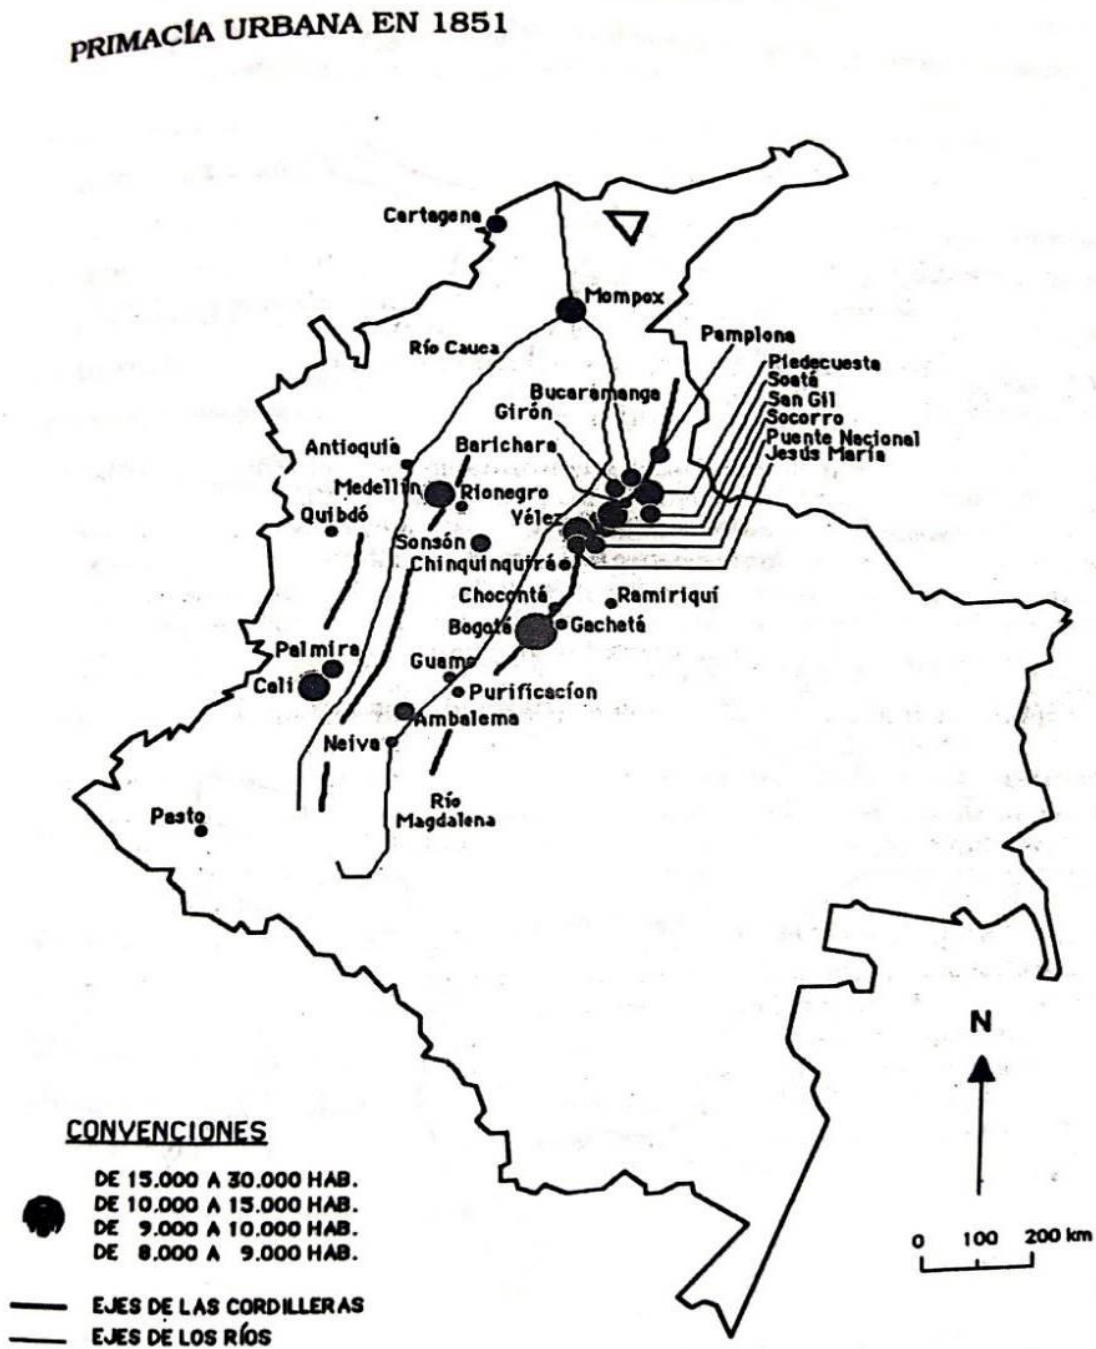 PRIMACÍA URBANA EN 1851
Cartagena
Mompox
Río Cauca
Pamplona
Piedecuesta
Soatá
San Gil
Socorro
Puente Nacional
Jesús María
Bucaramanga
Girón
Barichara
Antioquia
Medellín
Rionegro
Quibdó
Vélez
Sonsón
Chinquinquirá
Chocontá
Ramiriquí
Bogotá
Gachetá
Palmira
Guamo
Cali
Purificacíon
Ambalema
Neiva
Río
Magdalena
Pasto
N
0 100 200 km
CONVENCIONES
DE 15.000 A 30.000 HAB.
DE 10.000 A 15.000 HAB.
DE 9.000 A 10.000 HAB.
DE 8.000 A 9.000 HAB.
EJES DE LAS CORDILLERAS
EJES DE LOS RÍOS